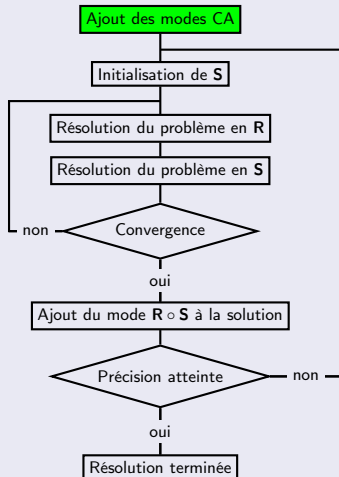 Ajout des modes CA
Initialisation de S
Résolution du problème en R
Résolution du problème en S
non
Convergence
oui
Ajout du mode R ∘ S à la solution
Précision atteinte
non
oui
Résolution terminée